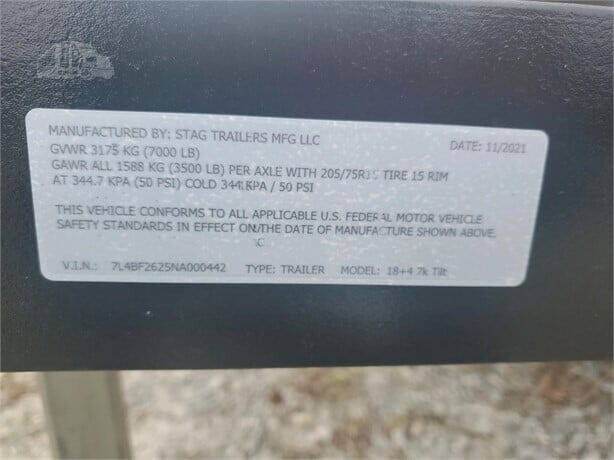 MANUFACTURED BY: STAG TRAILERS MFG LLC DATE: 11/2021
GVWR 3175 KG (7000 LB)
GAWR ALL 1588 KG (3500 LB) PER AXLE WITH 205/75R15 TIRE 15 RIM
AT 344.7 KPA (50 PSI) COLD 344.KPA / 50 PSI
THIS VEHICLE CONFORMS TO ALL APPLICABLE U.S. FEDERAL MOTOR VEHICLE
SAFETY STANDARDS IN EFFECT ON/THE DATE OF MANUFACTURE SHOWN ABOVE.
V.I.N.: 7L4BF2625NA000442 TYPE: TRAILER MODEL: 18+4 7k Tilt